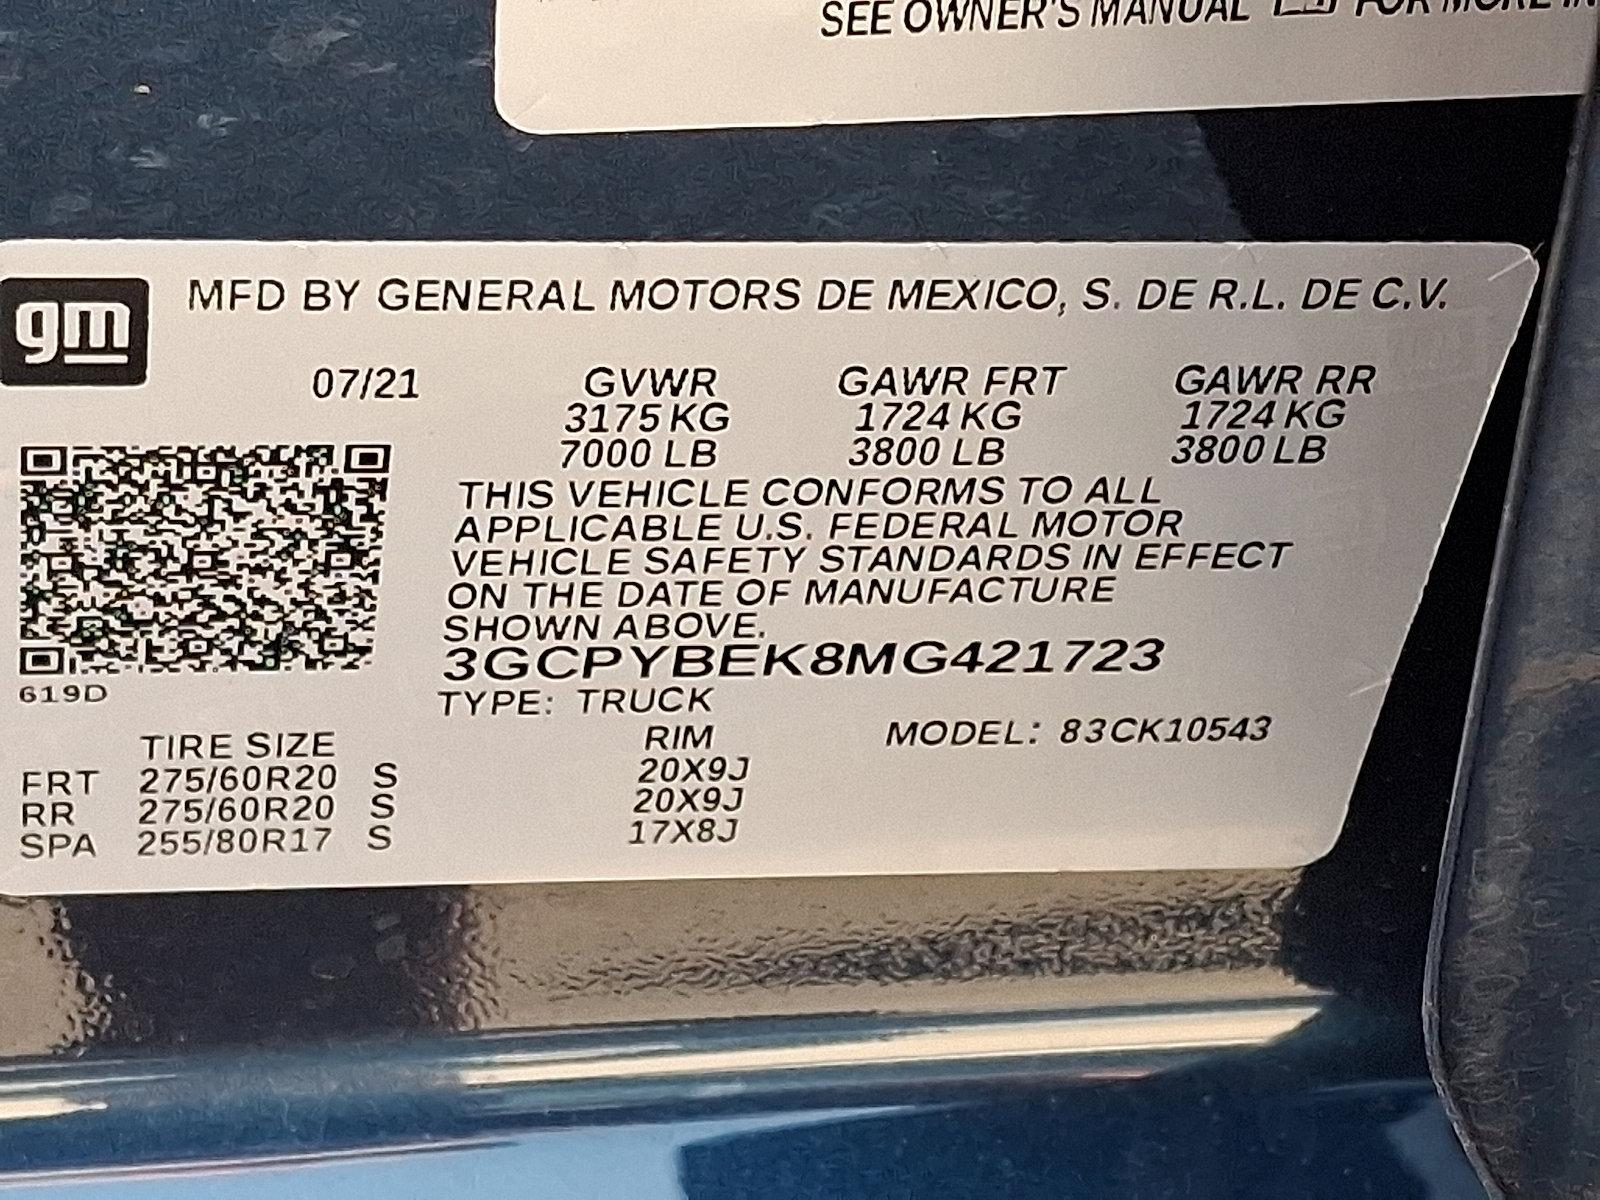 SEE OWNER'S MANUAL FOR MORE IN
gm
MFD BY GENERAL MOTORS DE MEXICO, S. DE R.L. DE C.V.
07/21 GVWR GAWR FRT GAWR RR
3175 KG 1724 KG 1724 KG
7000 LB 3800 LB 3800 LB
THIS VEHICLE CONFORMS TO ALL
APPLICABLE U.S. FEDERAL MOTOR
VEHICLE SAFETY STANDARDS IN EFFECT
ON THE DATE OF MANUFACTURE
SHOWN ABOVE.
3GCPYBEK8MG421723
619D
TYPE: TRUCK
TIRE SIZE RIM MODEL: 83CK10543
FRT 275/60R20 S 20X9J
RR 275/60R20 S 20X9J
SPA 255/80R17 S 17X8J